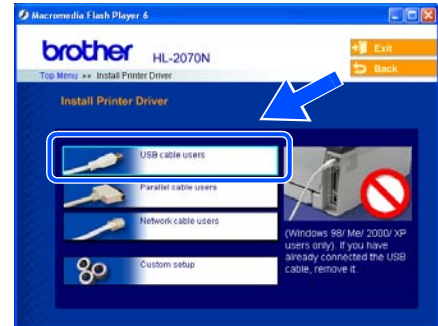 Macromedia Flash Player 6
brother HL-2070N
Exit
Back
Top Menu >> Install Printer Driver
Install Printer Driver
USB cable users
Parallel cable users
Network cable users
Custom setup
(Windows 98/ Me/ 2000/ XP
users only). If you have
already connected the USB
cable, remove it.